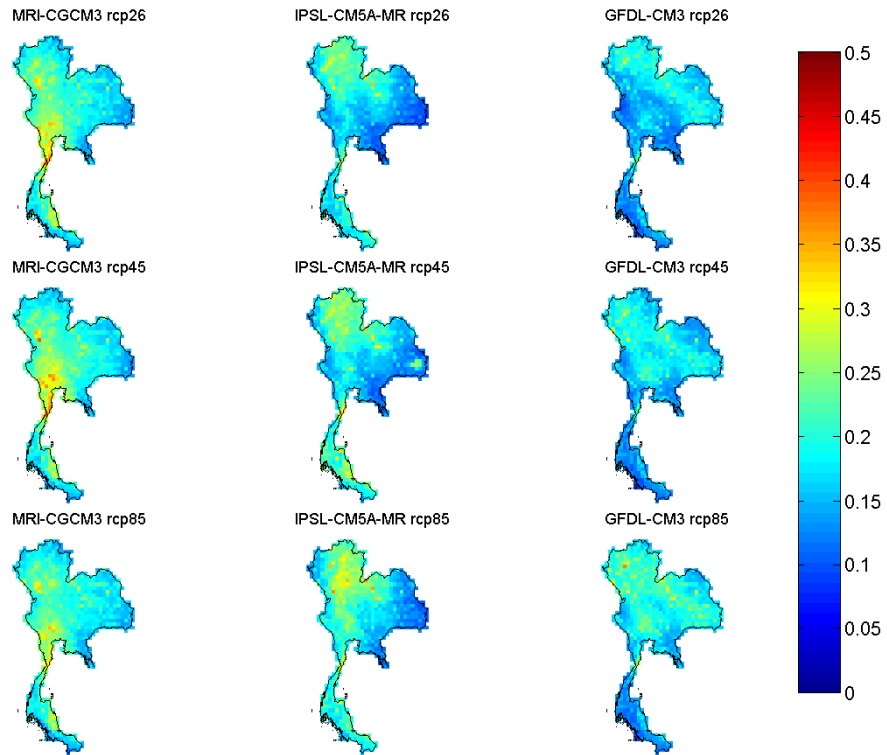 MRI-CGCM3 rcp26
IPSL-CM5A-MR rcp26
GFDL-CM3 rcp26
MRI-CGCM3 rcp45
IPSL-CM5A-MR rcp45
GFDL-CM3 rcp45
MRI-CGCM3 rcp85
IPSL-CM5A-MR rcp85
GFDL-CM3 rcp85
0.5
0.45
0.4
0.35
0.3
0.25
0.2
0.15
0.1
0.05
0